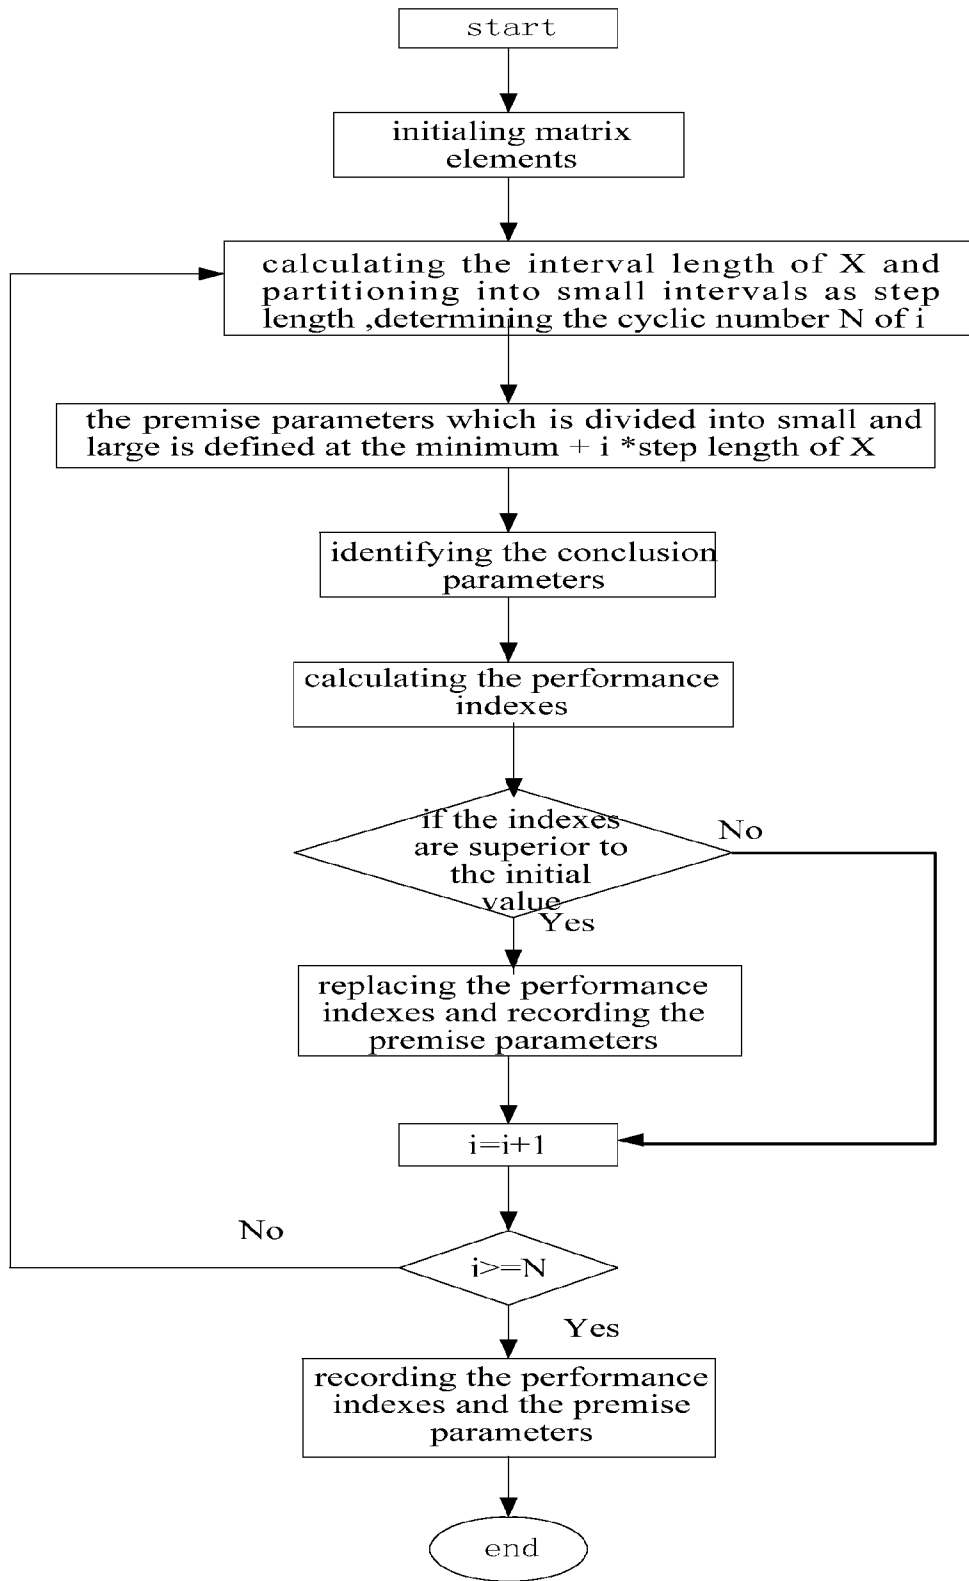 start
initialing matrix
elements
calculating the interval length of X and
partitioning into small intervals as step
length ,determining the cyclic number N of i
the premise parameters which is divided into small and
large is defined at the minimum + i *step length of X
identifying the conclusion
parameters
calculating the performance
indexes
if the indexes
are superior to
the initial
value
No
Yes
replacing the performance
indexes and recording the
premise parameters
i=i+1
No
i>=N
Yes
recording the performance
indexes and the premise
parameters
end